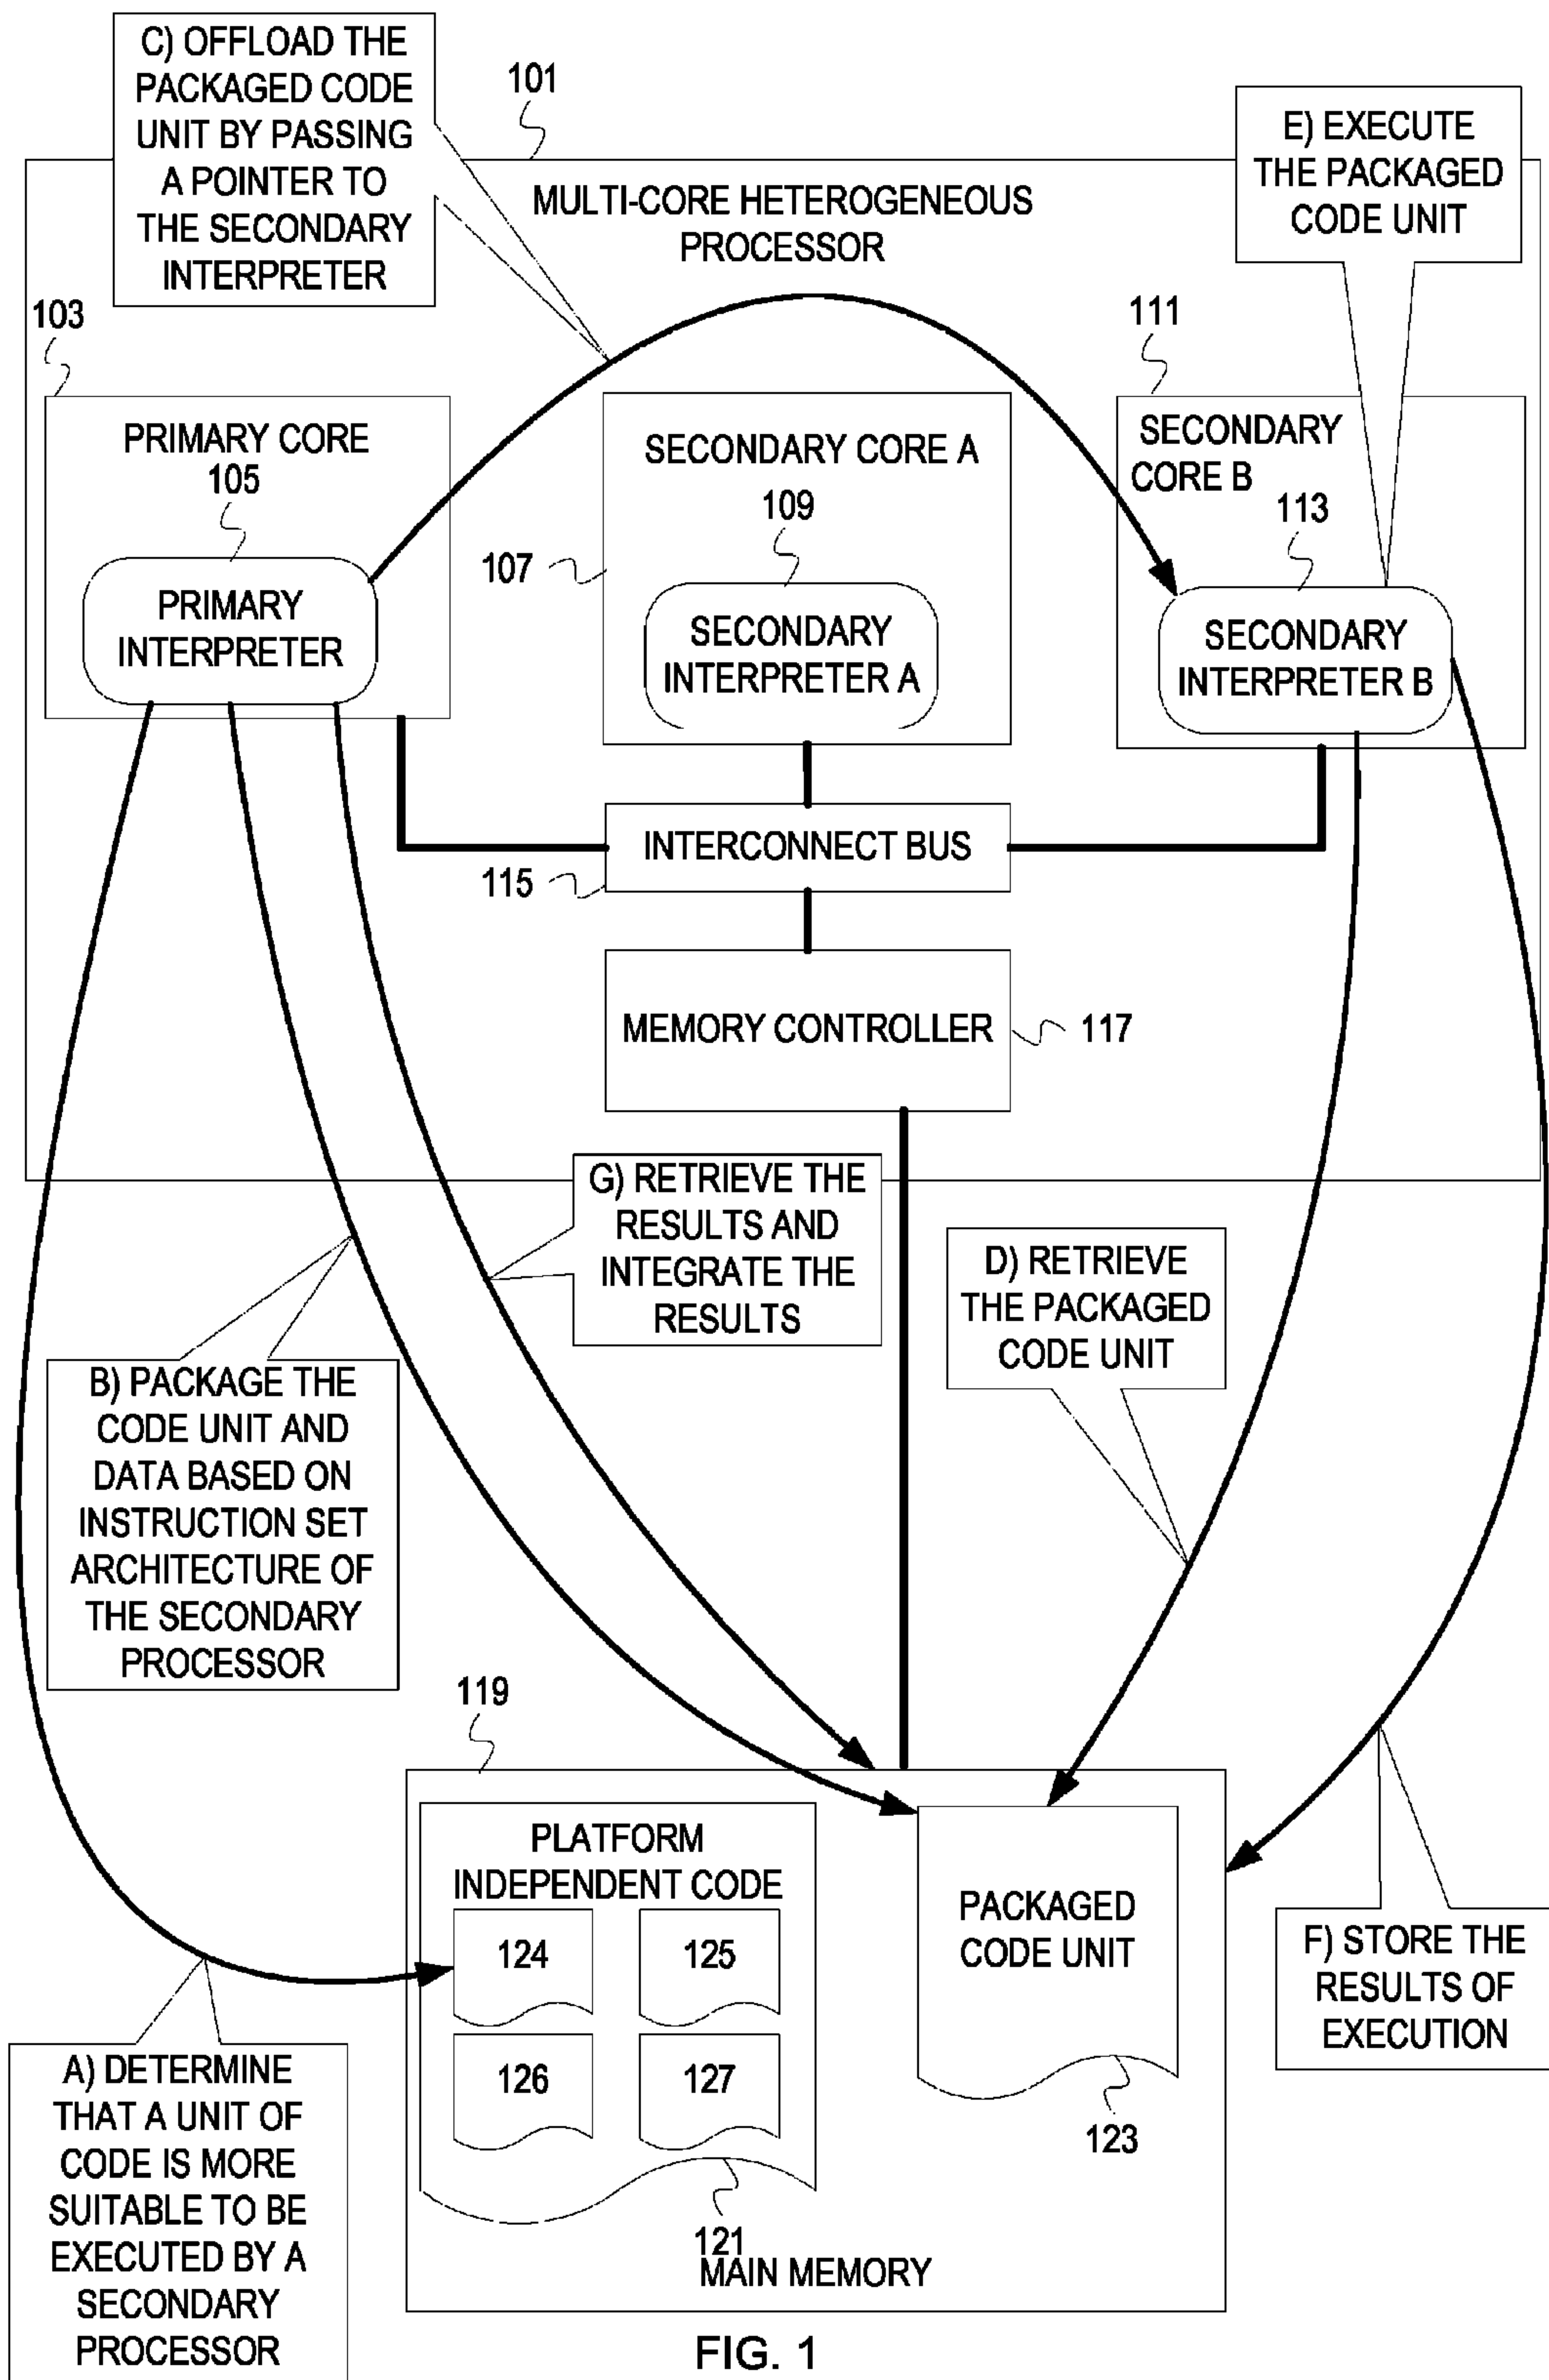 C) OFFLOAD THE
PACKAGED CODE
UNIT BY PASSING
A POINTER TO
THE SECONDARY
INTERPRETER
101
E) EXECUTE
THE PACKAGED
CODE UNIT
MULTI-CORE HETEROGENEOUS
PROCESSOR
103
111
PRIMARY CORE
105
PRIMARY
INTERPRETER
SECONDARY CORE A
109
107
SECONDARY
INTERPRETER A
SECONDARY
CORE B
113
SECONDARY
INTERPRETER B
INTERCONNECT BUS
115
MEMORY CONTROLLER
117
G) RETRIEVE THE
RESULTS AND
INTEGRATE THE
RESULTS
D) RETRIEVE
THE PACKAGED
CODE UNIT
B) PACKAGE THE
CODE UNIT AND
DATA BASED ON
INSTRUCTION SET
ARCHITECTURE OF
THE SECONDARY
PROCESSOR
119
PLATFORM
INDEPENDENT CODE
124
125
126
127
121
PACKAGED
CODE UNIT
123
F) STORE THE
RESULTS OF
EXECUTION
A) DETERMINE
THAT A UNIT OF
CODE IS MORE
SUITABLE TO BE
EXECUTED BY A
SECONDARY
PROCESSOR
MAIN MEMORY
FIG. 1